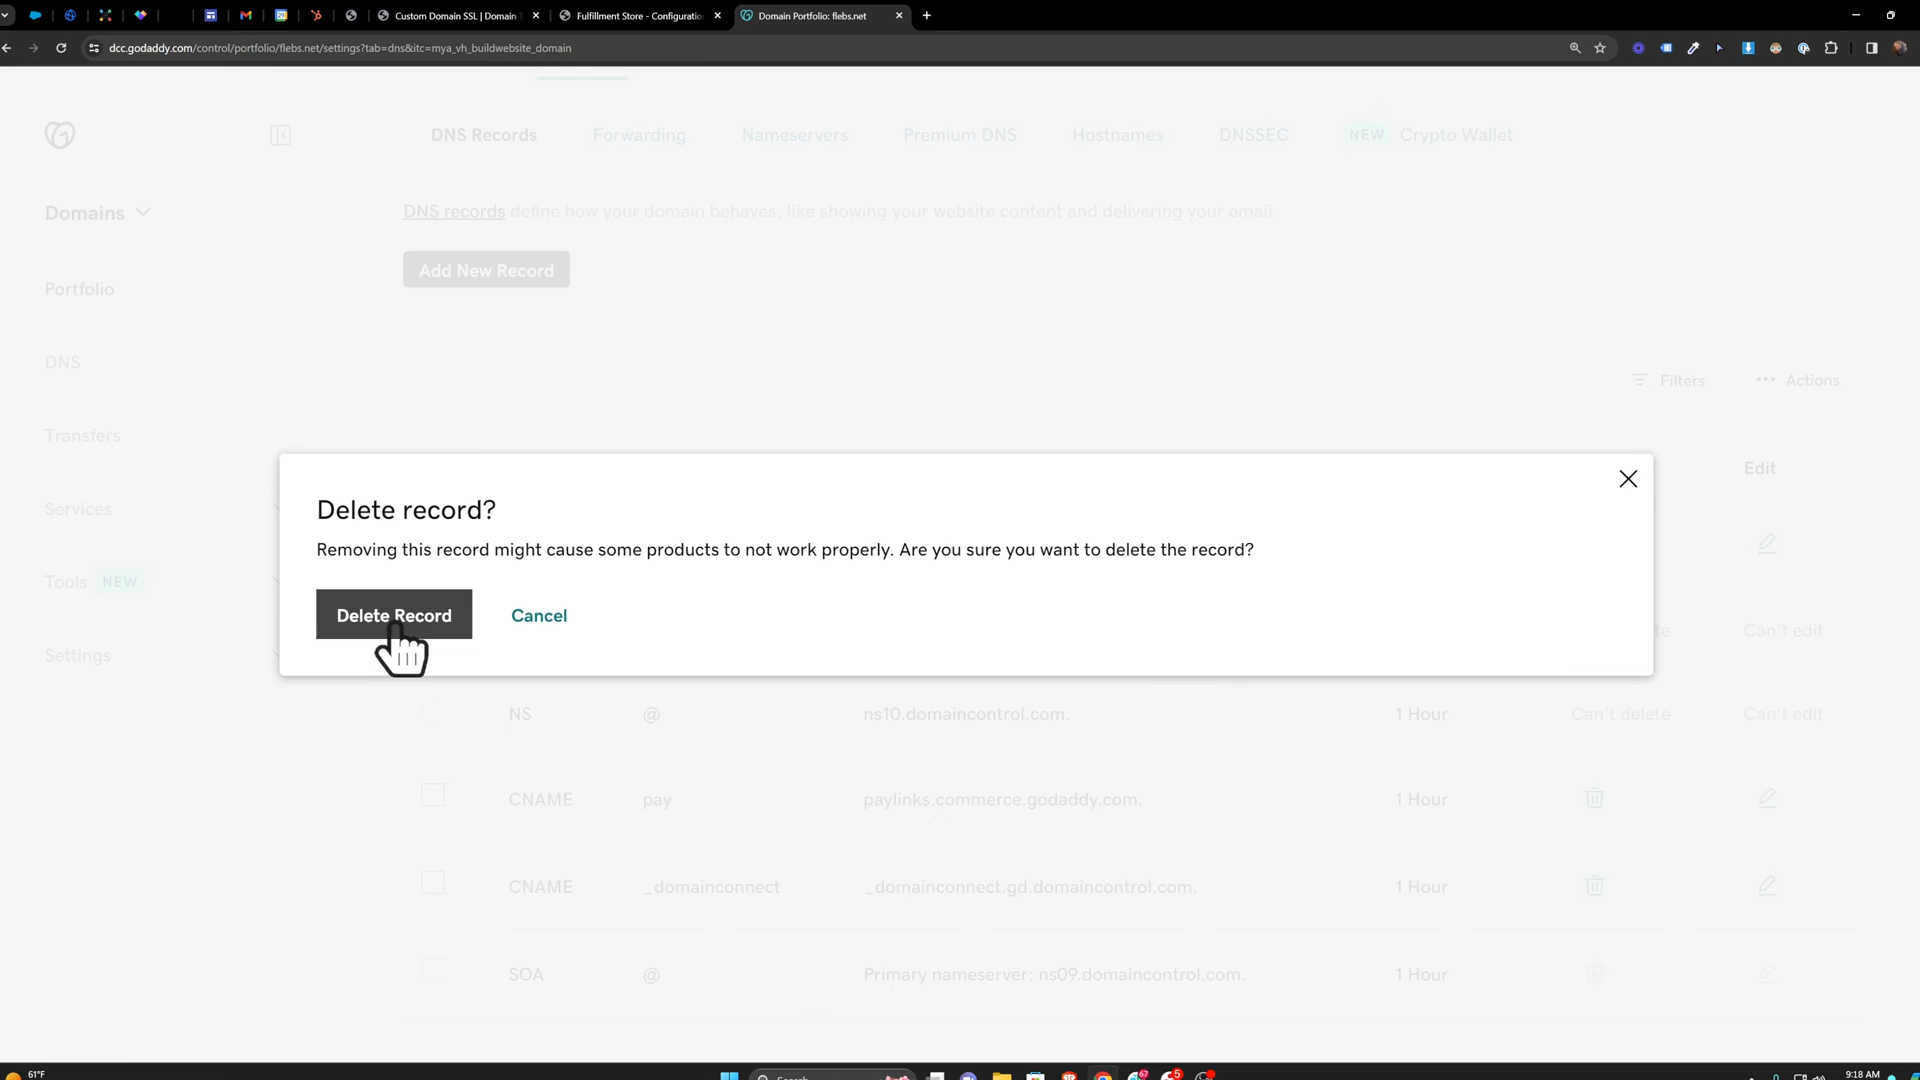 Custom Domain SSL | Domain
Fulfillment Store - Configuratio
Domain Portfolio: flebs.net
dcc.godaddy.com/control/portfolio/flebs.net/settings?tab=dns&itc=mya_vh_buildwebsite_domain
DNS Records Forwarding Nameservers Premium DNS Hostnames DNSSEC NEW Crypto Wallet
Domains
DNS records define how your domain behaves, like showing your website content and delivering your email.
Add New Record
Portfolio
DNS
Filters ••• Actions
Transfers
Edit
Delete record?
Services
Removing this record might cause some products to not work properly. Are you sure you want to delete the record?
Tools NEW
Delete Record Cancel
te Can't edit
Settings
NS @ ns10.domaincontrol.com. 1 Hour Can't delete Can't edit
CNAME pay paylinks.commerce.godaddy.com. 1 Hour
CNAME _domainconnect _domainconnect.gd.domaincontrol.com. 1 Hour
SOA @ Primary nameserver: ns09.domaincontrol.com. 1 Hour
61°F
Search
67
5
9:18 AM